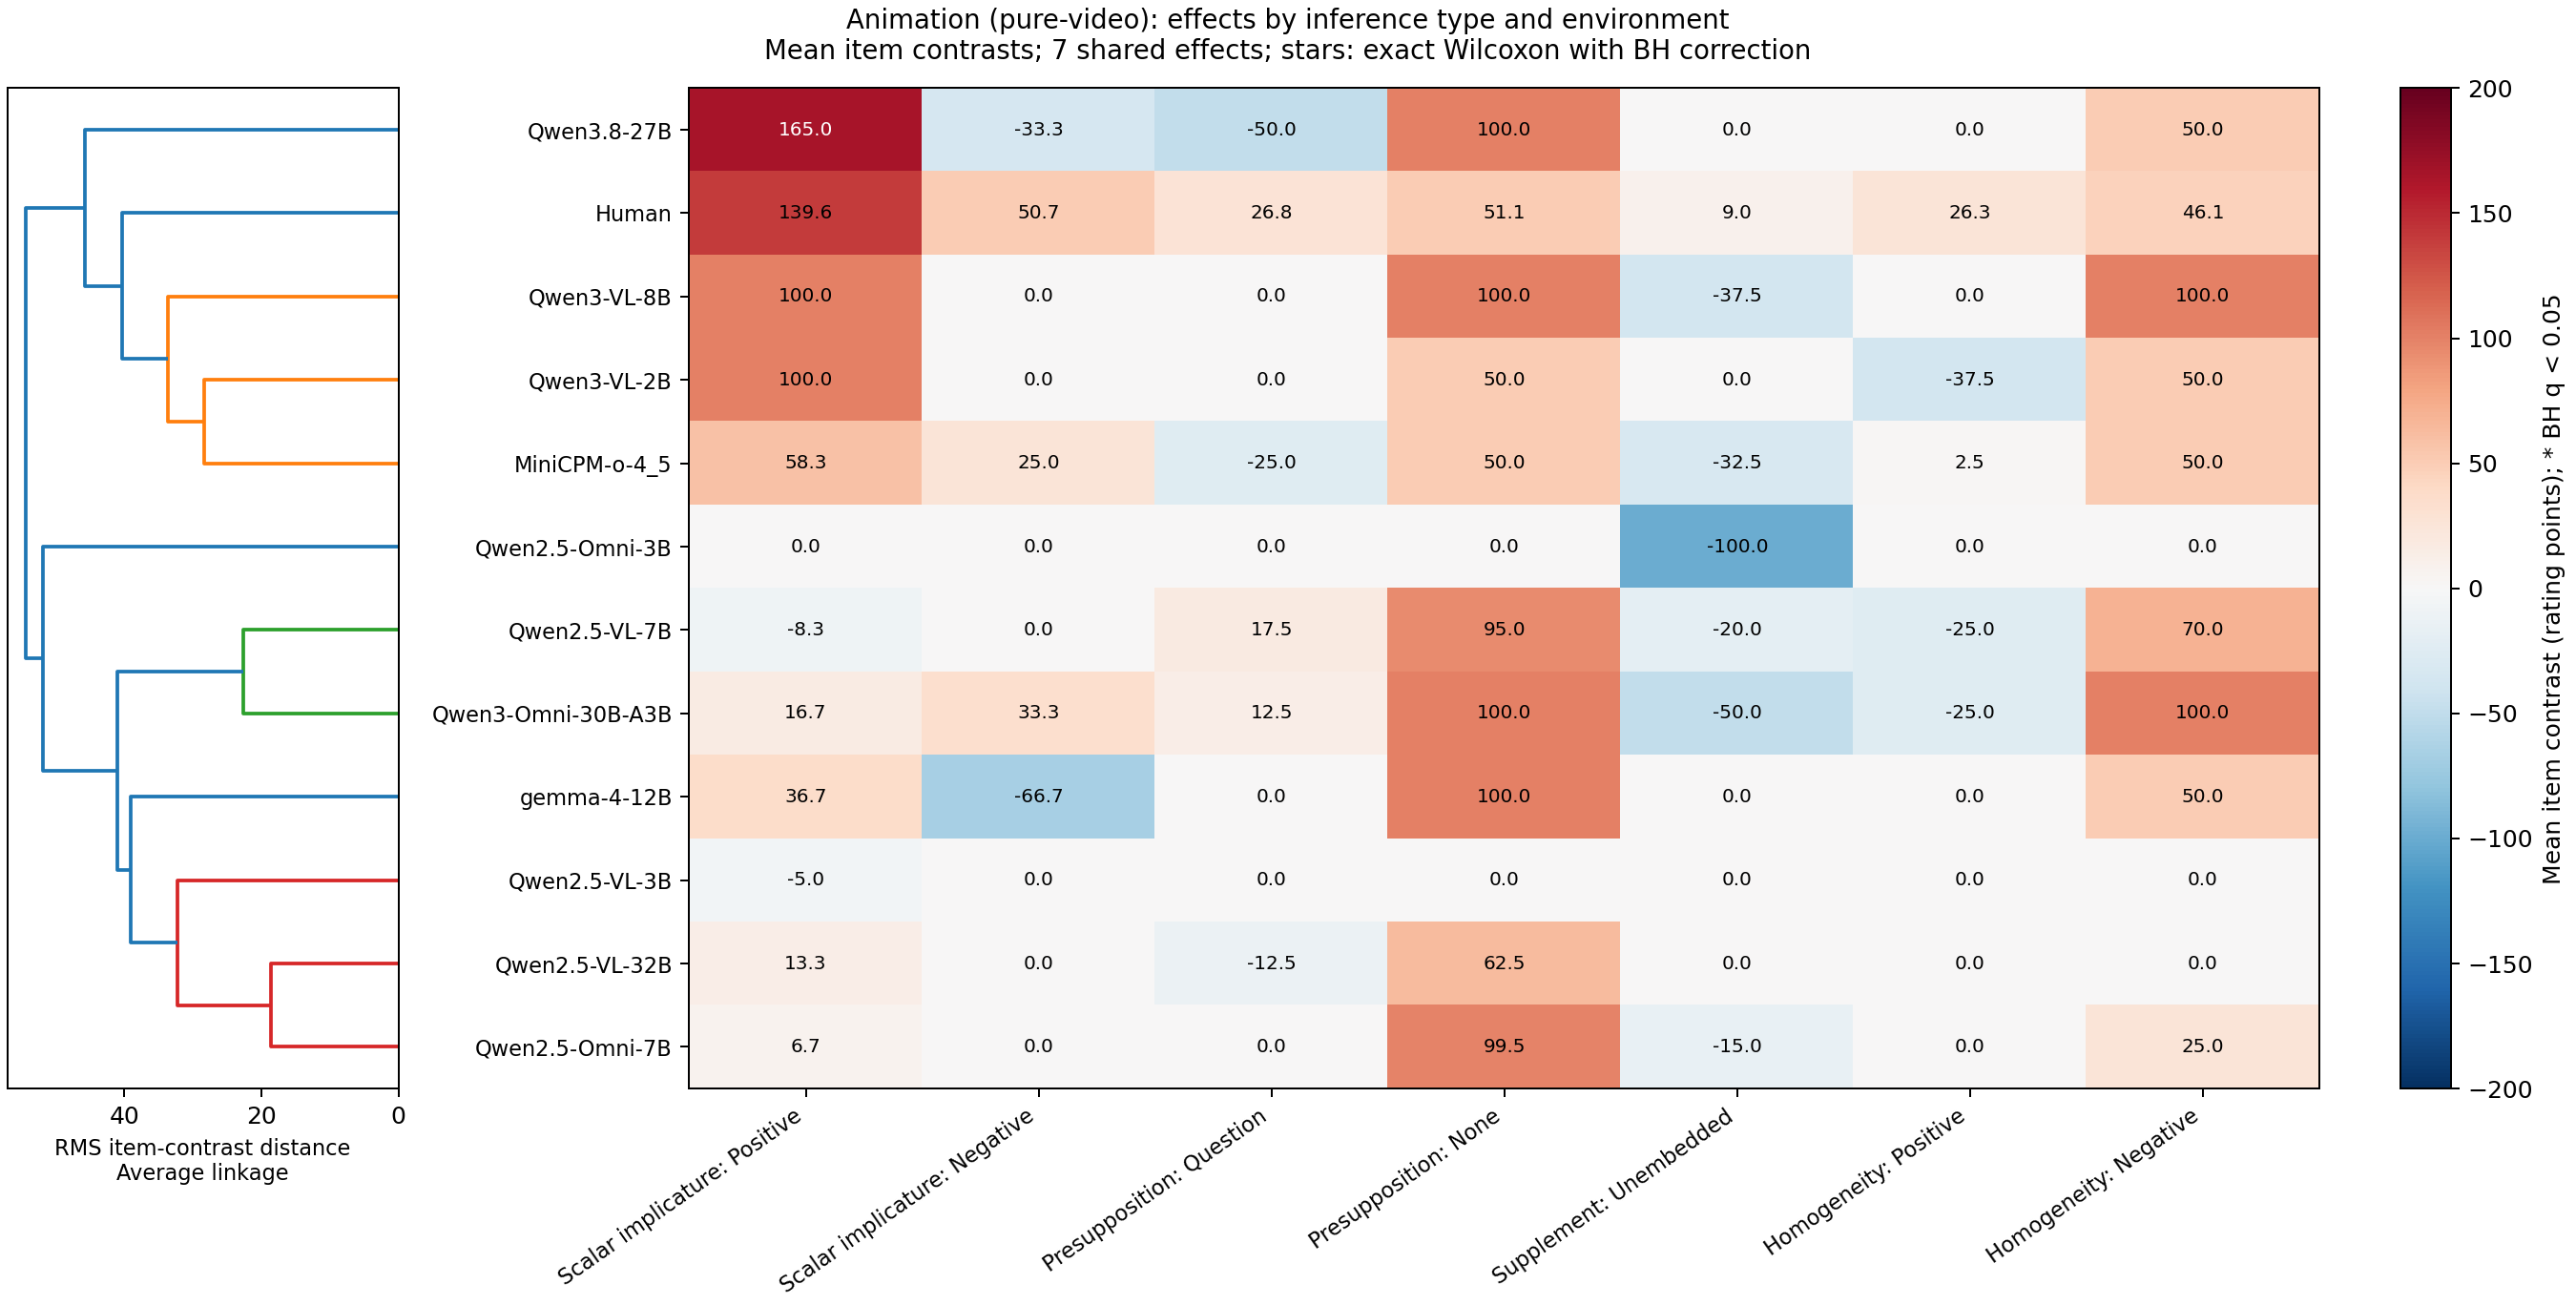 Animation (pure-video): effects by inference type and environment
Mean item contrasts; 7 shared effects; stars: exact Wilcoxon with BH correction
Qwen3.8-27B 165.0 -33.3 -50.0 100.0 0.0 0.0 50.0
Human 139.6 50.7 26.8 51.1 9.0 26.3 46.1
Qwen3-VL-8B 100.0 0.0 0.0 100.0 -37.5 0.0 100.0
Qwen3-VL-2B 100.0 0.0 0.0 50.0 0.0 -37.5 50.0
MiniCPM-o-4_5 58.3 25.0 -25.0 50.0 -32.5 2.5 50.0
Qwen2.5-Omni-3B 0.0 0.0 0.0 0.0 -100.0 0.0 0.0
Qwen2.5-VL-7B -8.3 0.0 17.5 95.0 -20.0 -25.0 70.0
Qwen3-Omni-30B-A3B 16.7 33.3 12.5 100.0 -50.0 -25.0 100.0
gemma-4-12B 36.7 -66.7 0.0 100.0 0.0 0.0 50.0
Qwen2.5-VL-3B -5.0 0.0 0.0 0.0 0.0 0.0 0.0
Qwen2.5-VL-32B 13.3 0.0 -12.5 62.5 0.0 0.0 0.0
Qwen2.5-Omni-7B 6.7 0.0 0.0 99.5 -15.0 0.0 25.0
40 20 0
RMS item-contrast distance
Average linkage
Scalar implicature: Positive
Scalar implicature: Negative
Presupposition: Question
Presupposition: None
Supplement: Unembedded
Homogeneity: Positive
Homogeneity: Negative
200
150
100
50
0
−50
−100
−150
−200
Mean item contrast (rating points); * BH q < 0.05